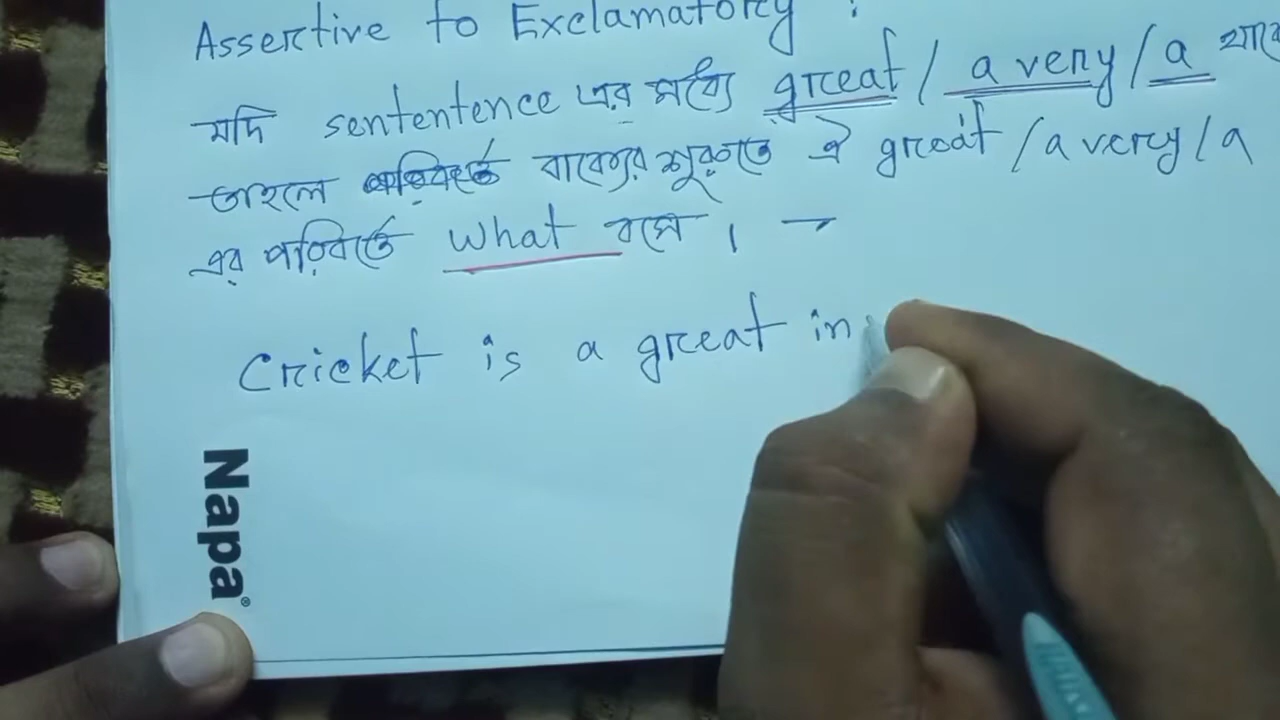 Assertive to Exclamatory :
যদি sententence এর মধ্যে great / a very / a থাকে
তাহলে বাক্যের শুরুতে ঐ great / a very / a
এর পরিবর্তে what বসে । →
Cricket is a great in
Napa®